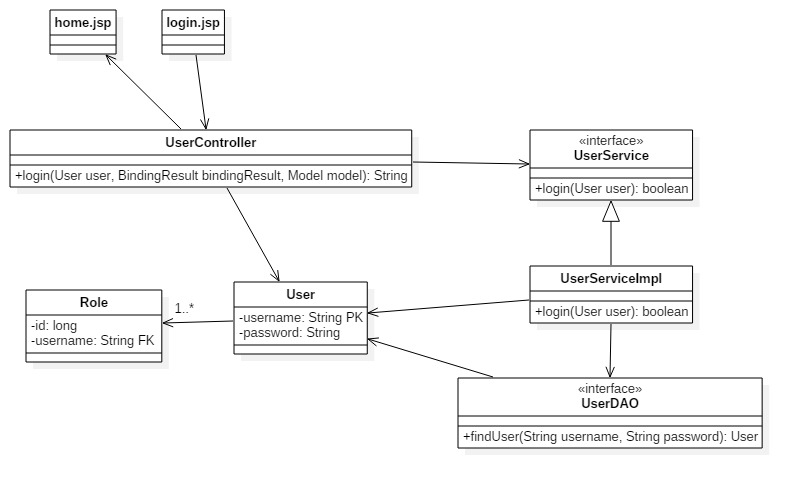 home.jsp
login.jsp
UserController
+login(User user, BindingResult bindingResult, Model model): String
«interface»
UserService
+login(User user): boolean
UserServiceImpl
+login(User user): boolean
User
-username: String PK
-password: String
1..*
Role
-id: long
-username: String FK
«interface»
UserDAO
+findUser(String username, String password): User